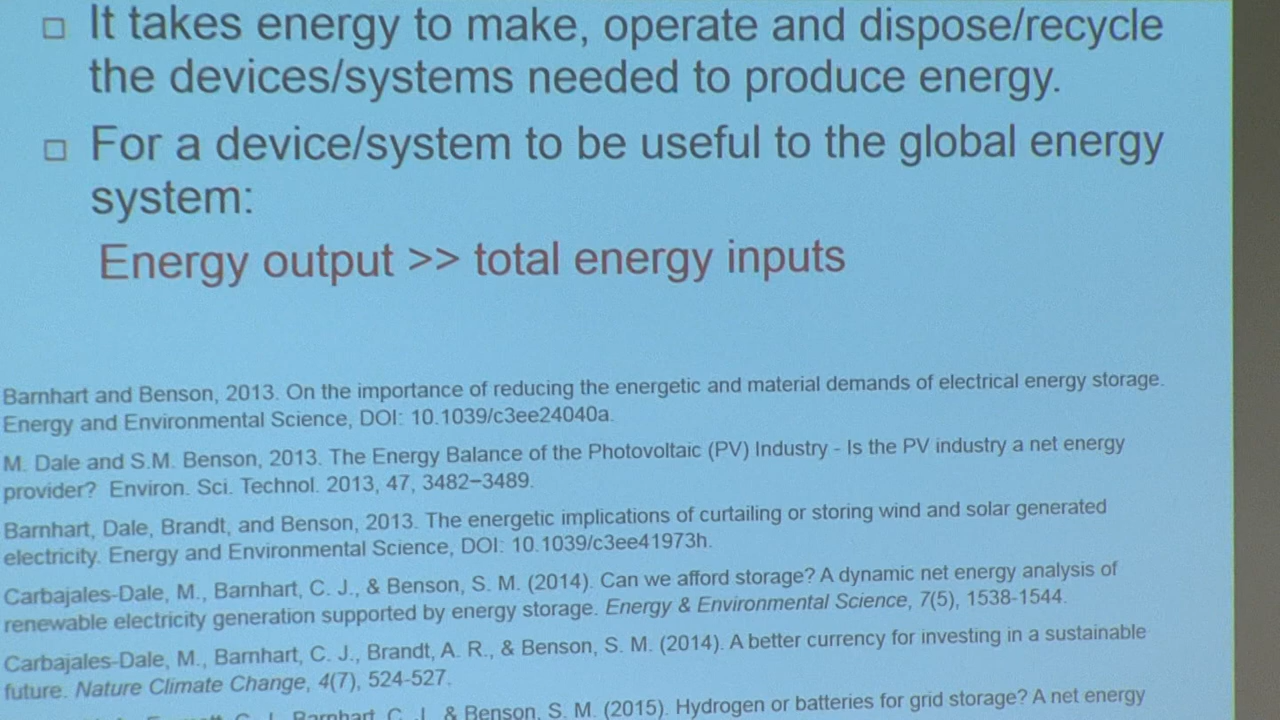 It takes energy to make, operate and dispose/recycle
the devices/systems needed to produce energy.
For a device/system to be useful to the global energy
system:
Energy output >> total energy inputs
Barnhart and Benson, 2013. On the importance of reducing the energetic and material demands of electrical energy storage.
Energy and Environmental Science, DOI: 10.1039/c3ee24040a.
M. Dale and S.M. Benson, 2013. The Energy Balance of the Photovoltaic (PV) Industry - Is the PV industry a net energy
provider? Environ. Sci. Technol. 2013, 47, 3482−3489.
Barnhart, Dale, Brandt, and Benson, 2013. The energetic implications of curtailing or storing wind and solar generated
electricity. Energy and Environmental Science, DOI: 10.1039/c3ee41973h.
Carbajales-Dale, M., Barnhart, C. J., & Benson, S. M. (2014). Can we afford storage? A dynamic net energy analysis of
renewable electricity generation supported by energy storage. Energy & Environmental Science, 7(5), 1538-1544.
Carbajales-Dale, M., Barnhart, C. J., Brandt, A. R., & Benson, S. M. (2014). A better currency for investing in a sustainable
future. Nature Climate Change, 4(7), 524-527.
Barnhart, C. J., & Benson, S. M. (2015). Hydrogen or batteries for grid storage? A net energy